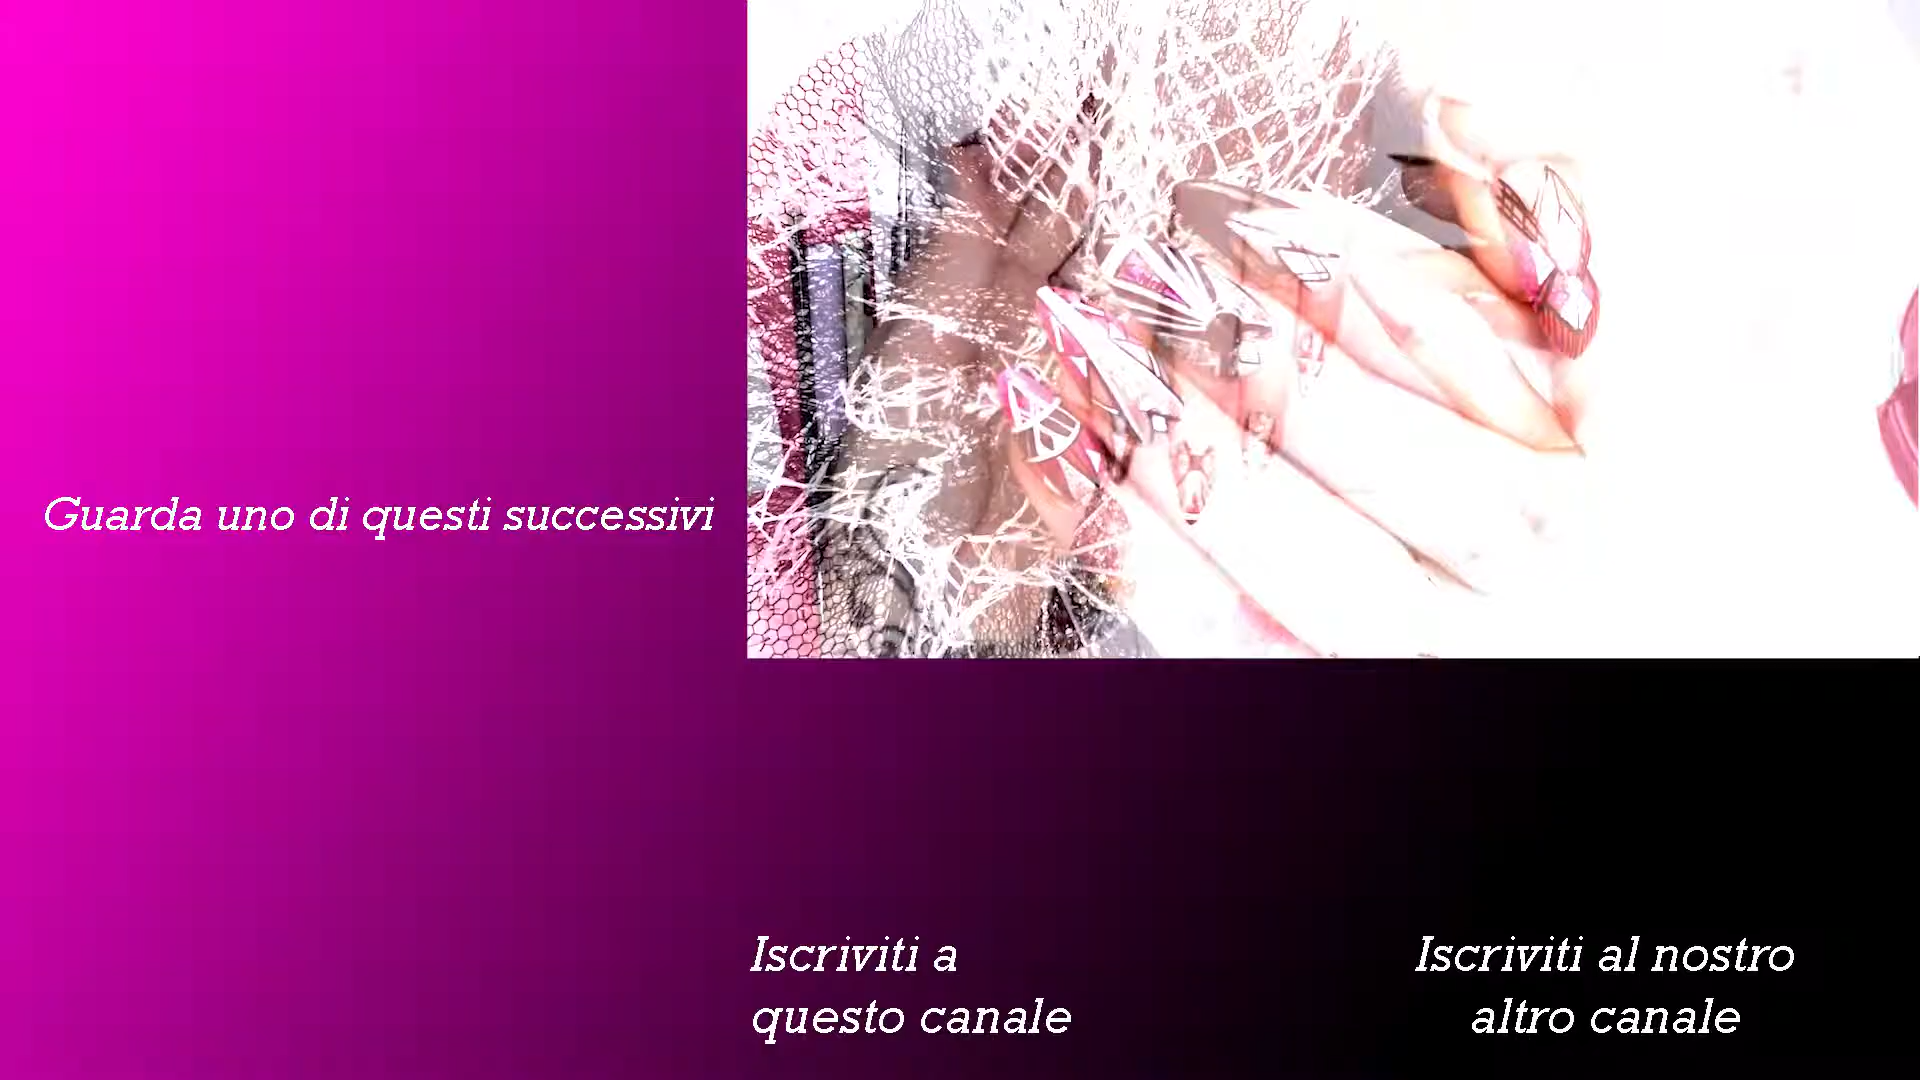 Guarda uno di questi successivi
Iscriviti a
questo canale
Iscriviti al nostro
altro canale